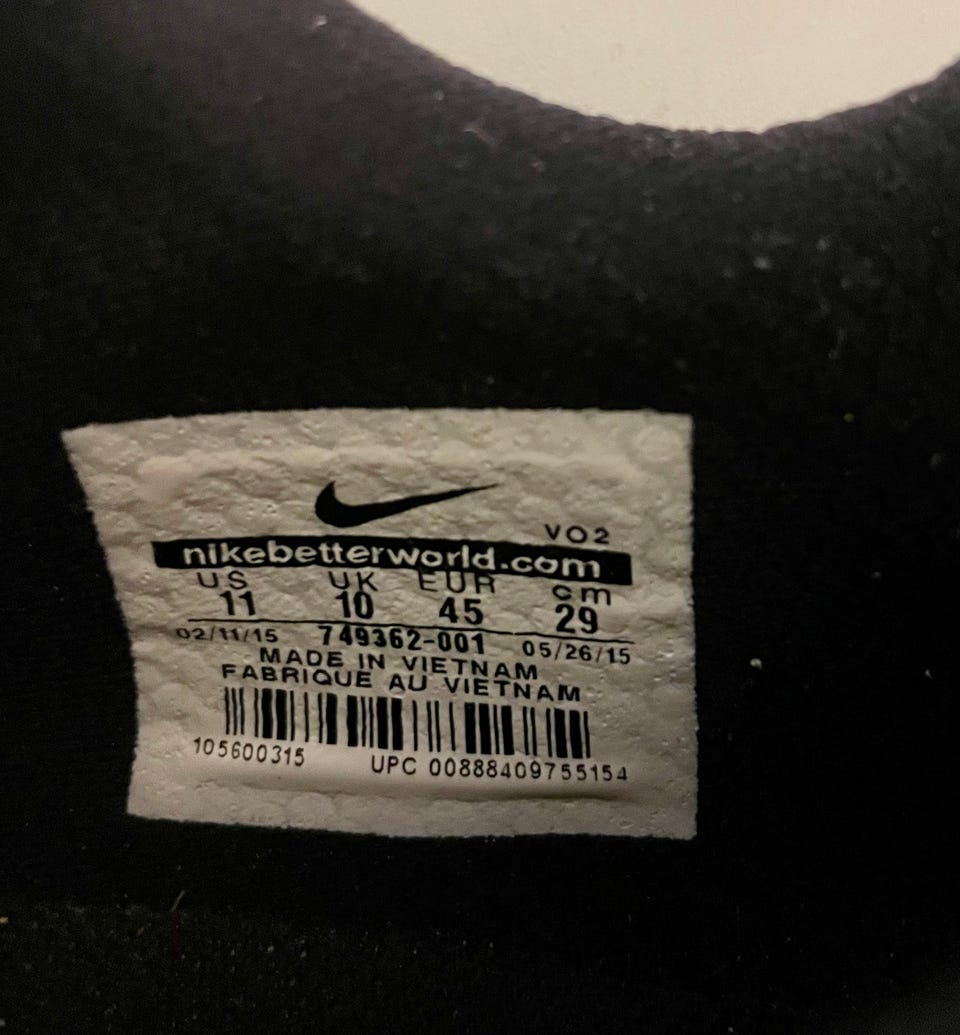 VO2
nikebetterworld.com
US UK EUR cm
11 10 45 29
02/11/15 749362-001 05/26/15
MADE IN VIETNAM
FABRIQUE AU VIETNAM
105600315 UPC 00888409755154